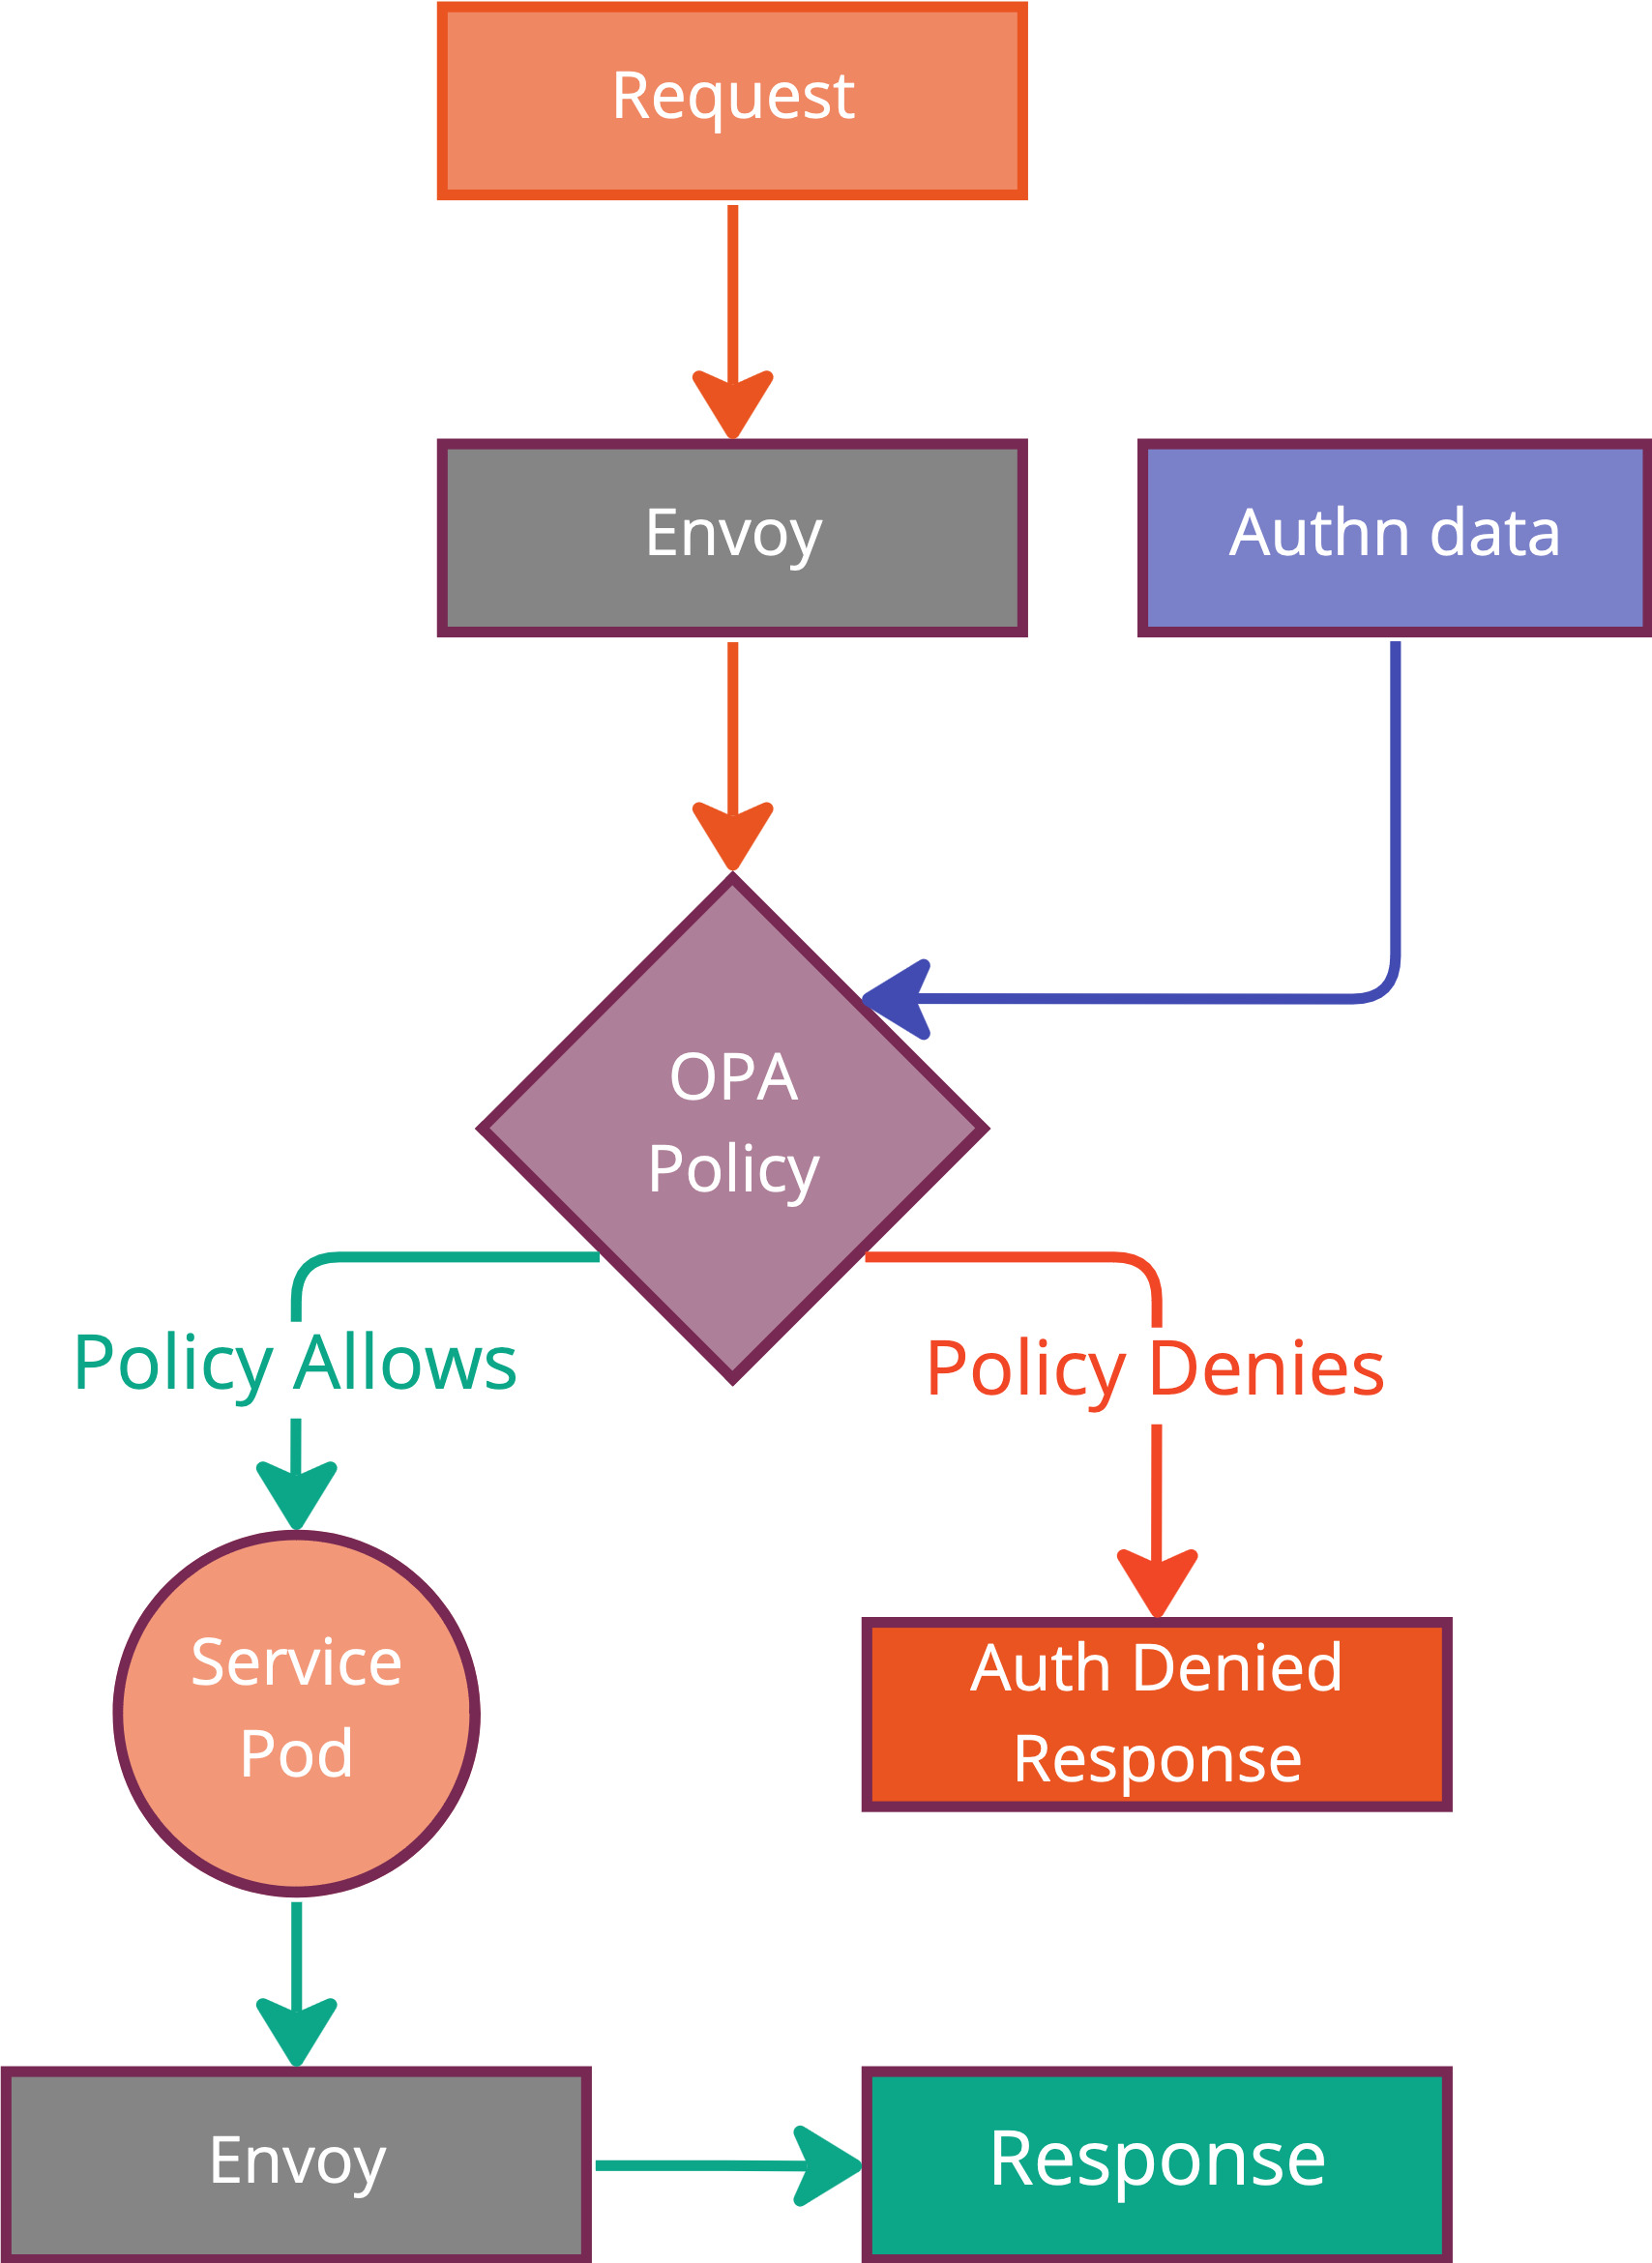 Request
Envoy
Authn data
OPA
Policy
Policy Allows
Policy Denies
Service
Pod
Auth Denied
Response
Envoy
Response